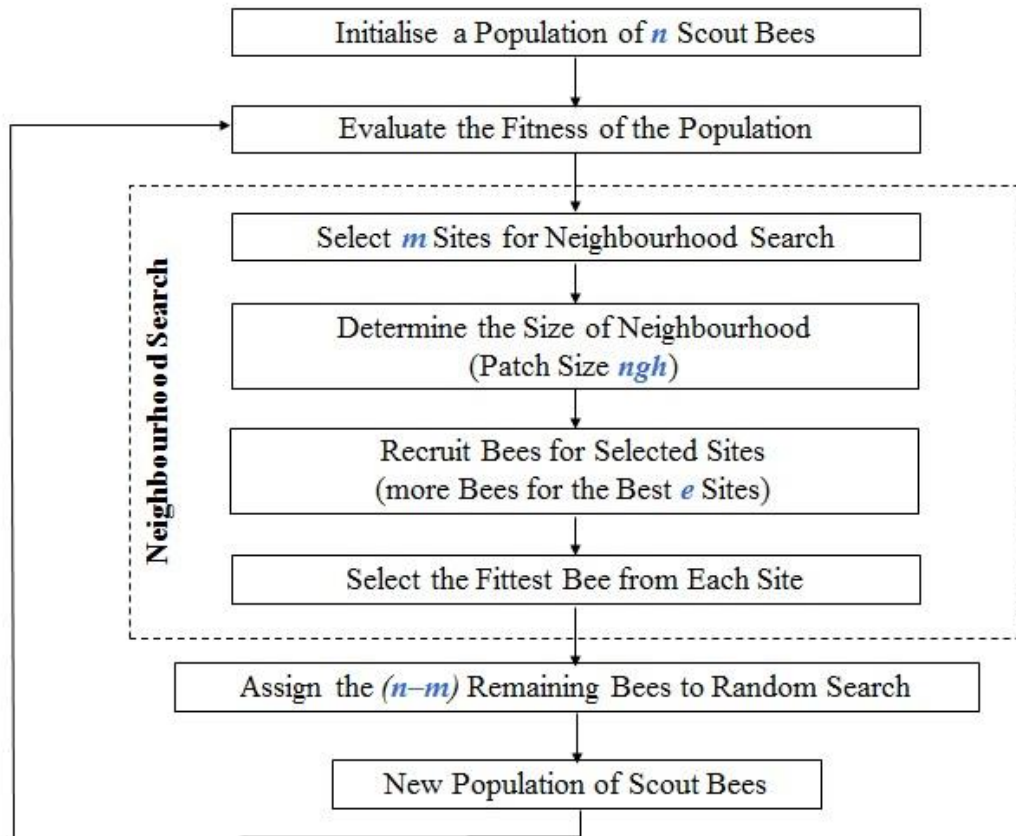 Initialise a Population of n Scout Bees
Evaluate the Fitness of the Population
Neighbourhood Search
Select m Sites for Neighbourhood Search
Determine the Size of Neighbourhood
(Patch Size ngh)
Recruit Bees for Selected Sites
(more Bees for the Best e Sites)
Select the Fittest Bee from Each Site
Assign the (n–m) Remaining Bees to Random Search
New Population of Scout Bees